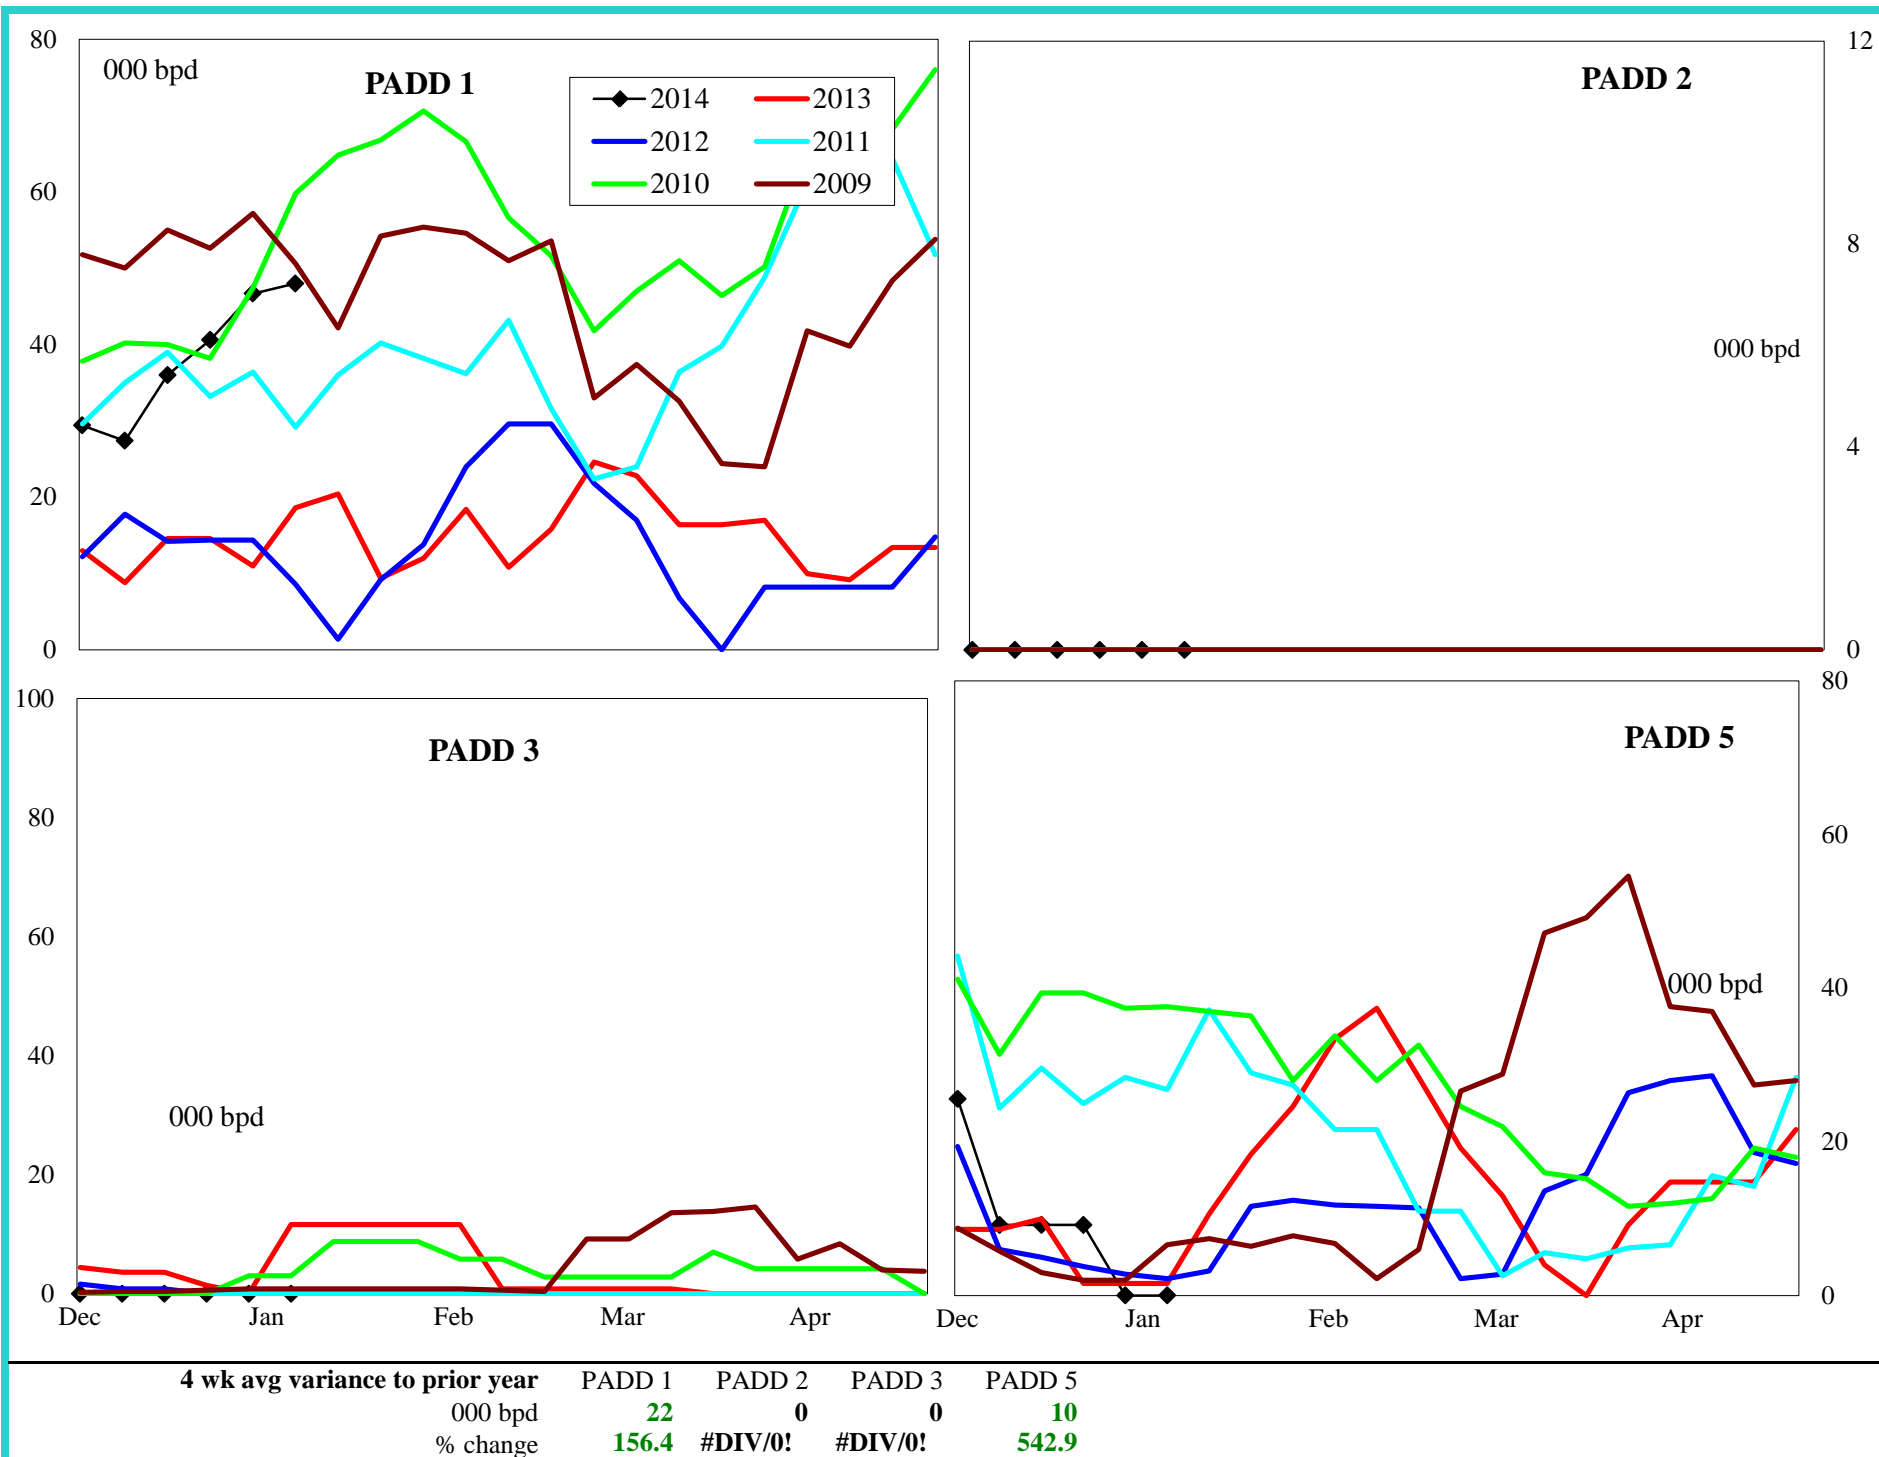 80
000 bpd
PADD 1
2014 2013
2012 2011
2010 2009
60
40
20
0
12
PADD 2
8
000 bpd
4
0
100
PADD 3
80
60
40
000 bpd
20
0
Dec Jan Feb Mar Apr
80
PADD 5
60
000 bpd
40
20
0
Dec Jan Feb Mar Apr
4 wk avg variance to prior year PADD 1 PADD 2 PADD 3 PADD 5
000 bpd 22 0 0 10
% change 156.4 #DIV/0! #DIV/0! 542.9